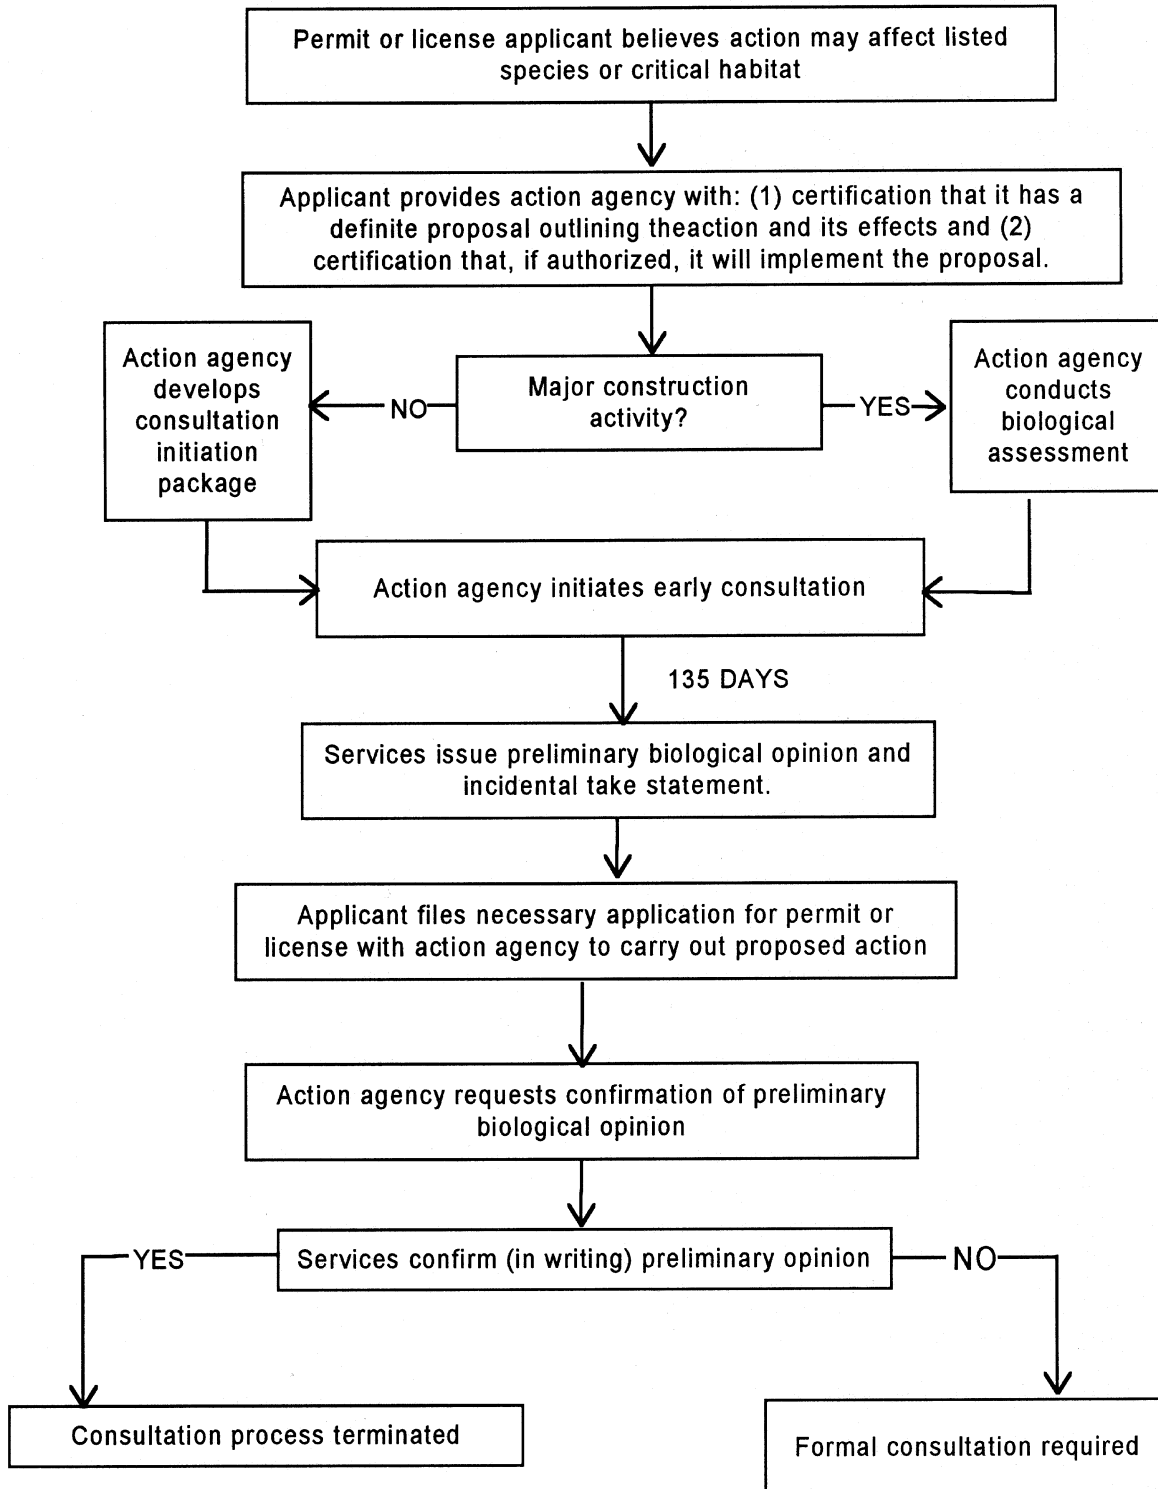 Permit or license applicant believes action may affect listed
species or critical habitat
Applicant provides action agency with: (1) certification that it has a
definite proposal outlining theaction and its effects and (2)
certification that, if authorized, it will implement the proposal.
Action agency
develops
consultation
initiation
package
NO
Major construction
activity?
YES
Action agency
conducts
biological
assessment
Action agency initiates early consultation
135 DAYS
Services issue preliminary biological opinion and
incidental take statement.
Applicant files necessary application for permit or
license with action agency to carry out proposed action
Action agency requests confirmation of preliminary
biological opinion
YES
Services confirm (in writing) preliminary opinion
NO
Consultation process terminated
Formal consultation required